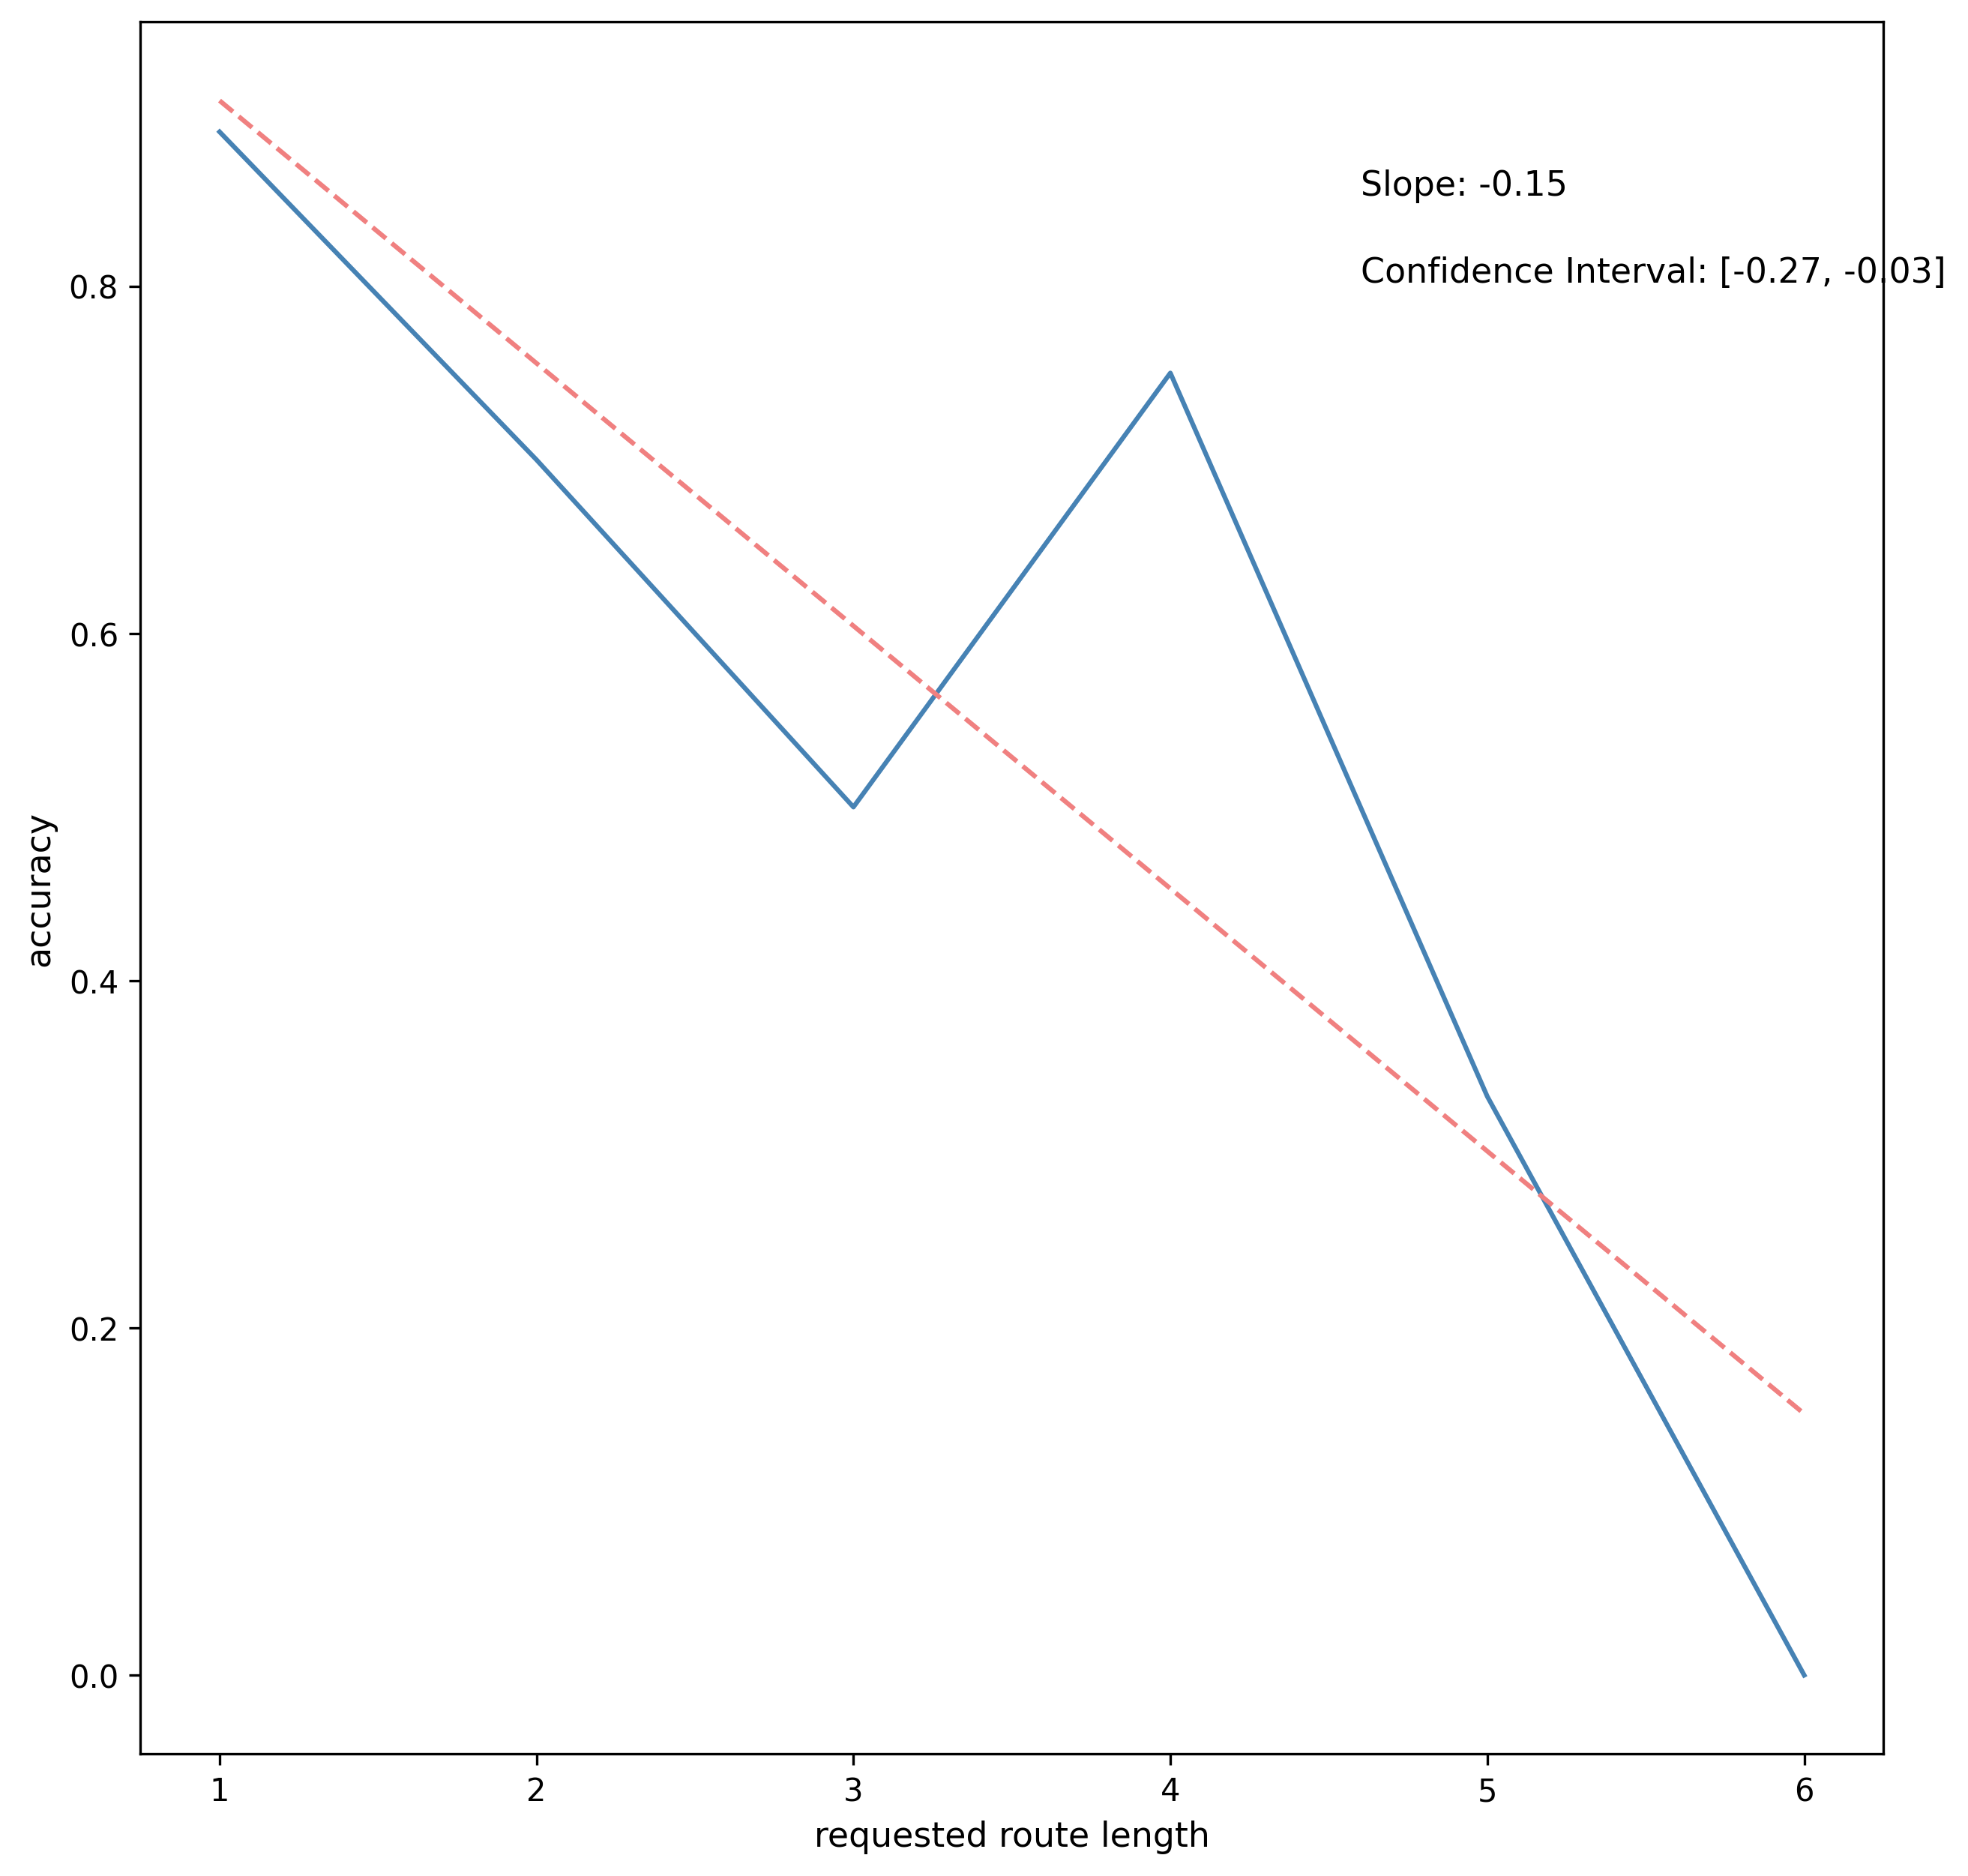 Slope: -0.15
Confidence Interval: [-0.27, -0.03]
0.8
0.6
0.4
0.2
0.0
accuracy
1 2 3 4 5 6
requested route length